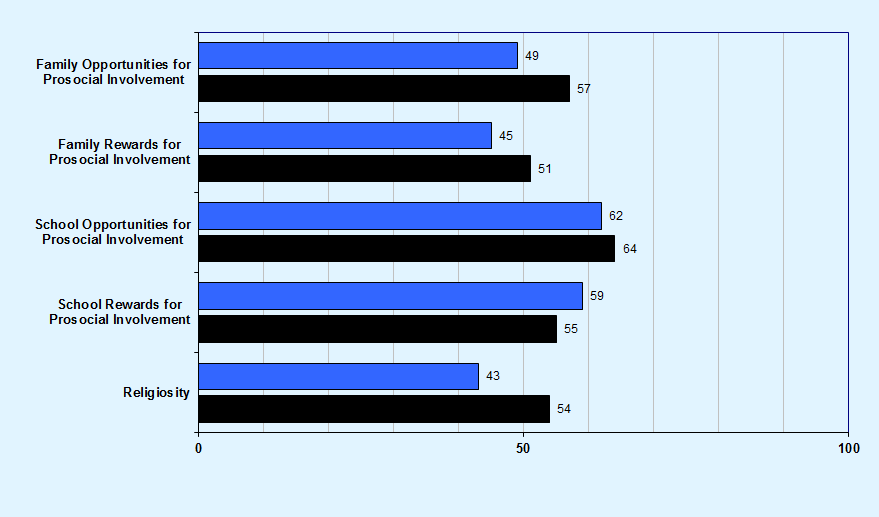 Family Opportunities for
Prosocial Involvement
49
57
Family Rewards for
Prosocial Involvement
45
51
School Opportunities for
Prosocial Involvement
62
64
School Rewards for
Prosocial Involvement
59
55
Religiosity
43
54
0 50 100